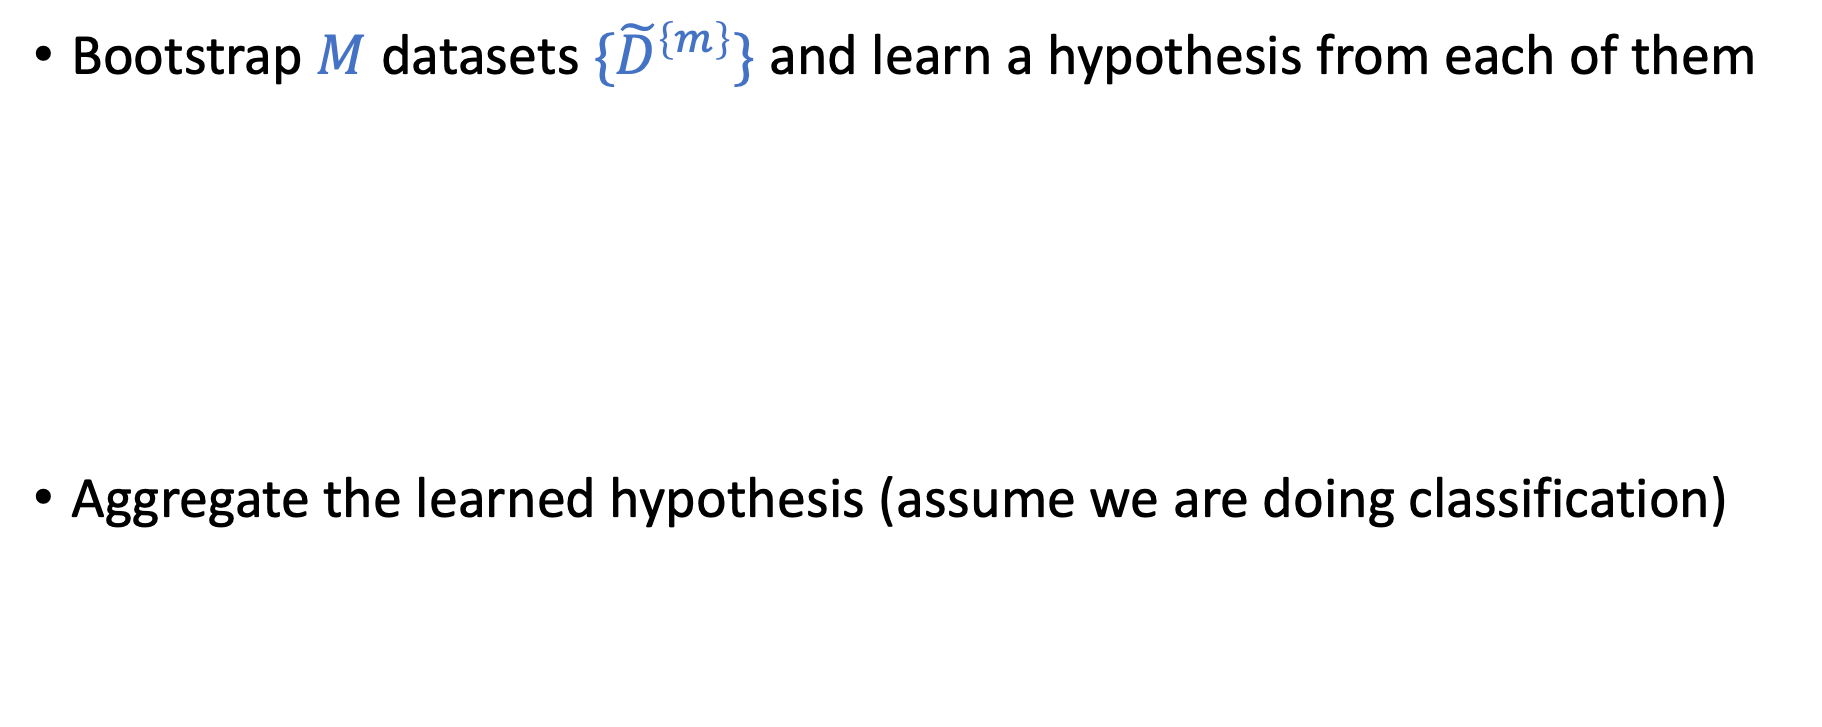 • Bootstrap M datasets {D̃^{m}} and learn a hypothesis from each of them
• Aggregate the learned hypothesis (assume we are doing classification)